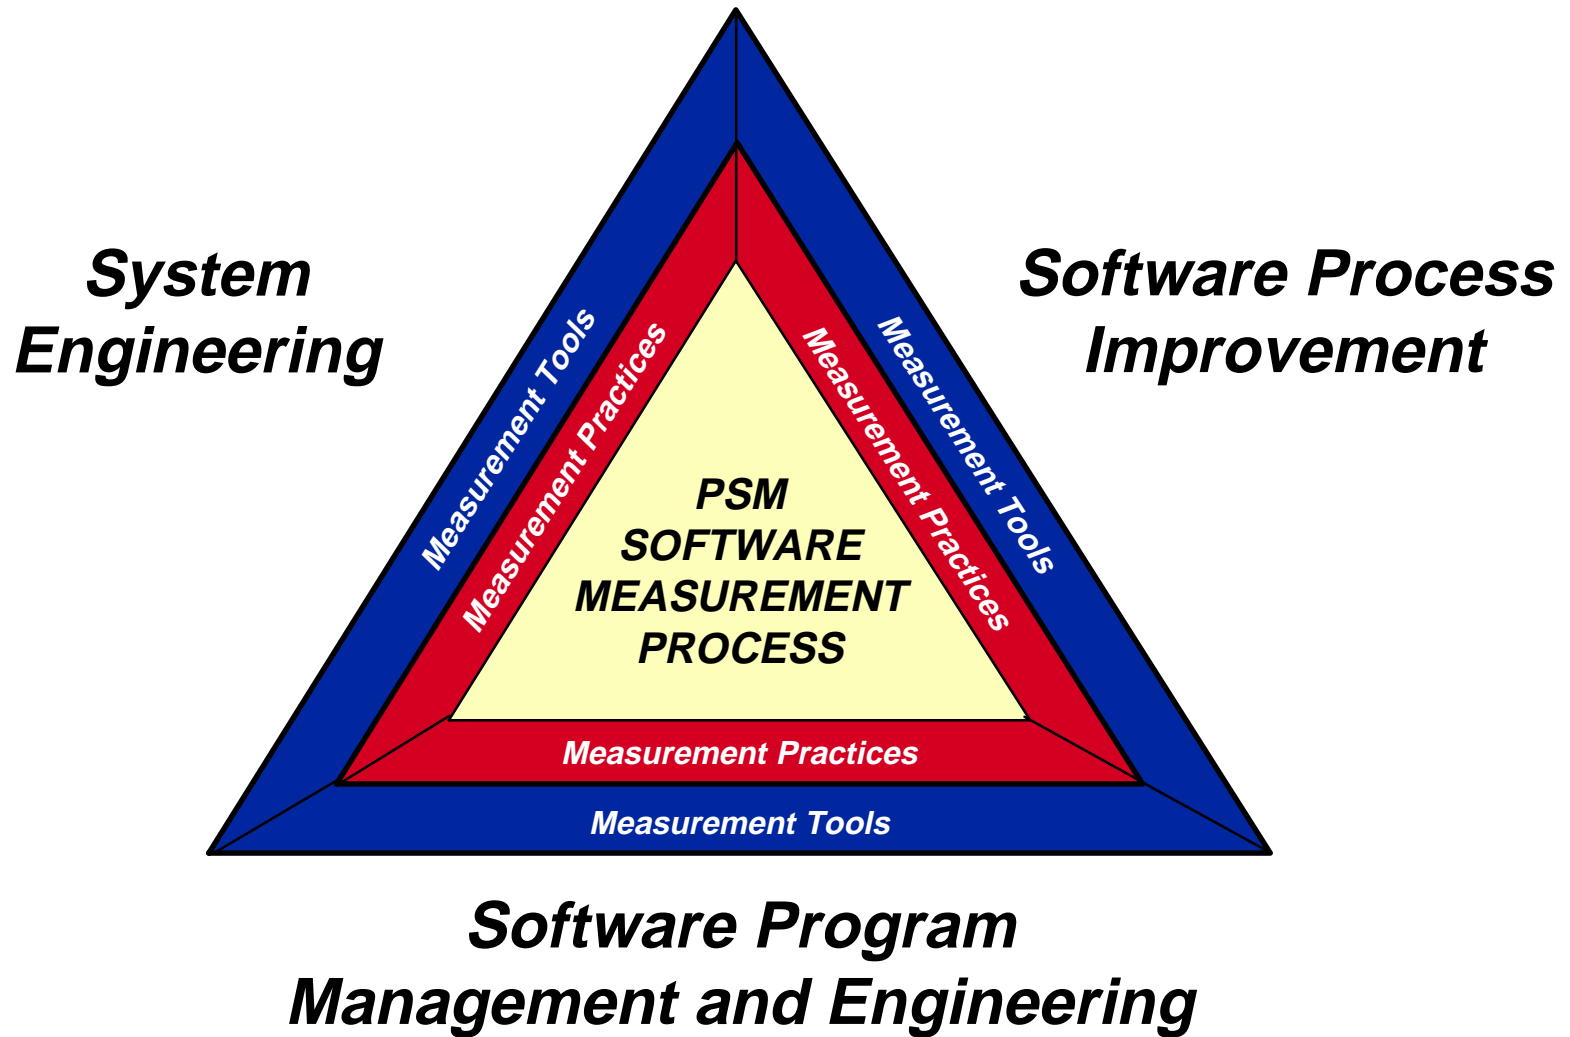 System
Engineering
Software Process
Improvement
Measurement Tools
Measurement Practices
Measurement Practices
Measurement Tools
PSM
SOFTWARE
MEASUREMENT
PROCESS
Measurement Practices
Measurement Tools
Software Program
Management and Engineering